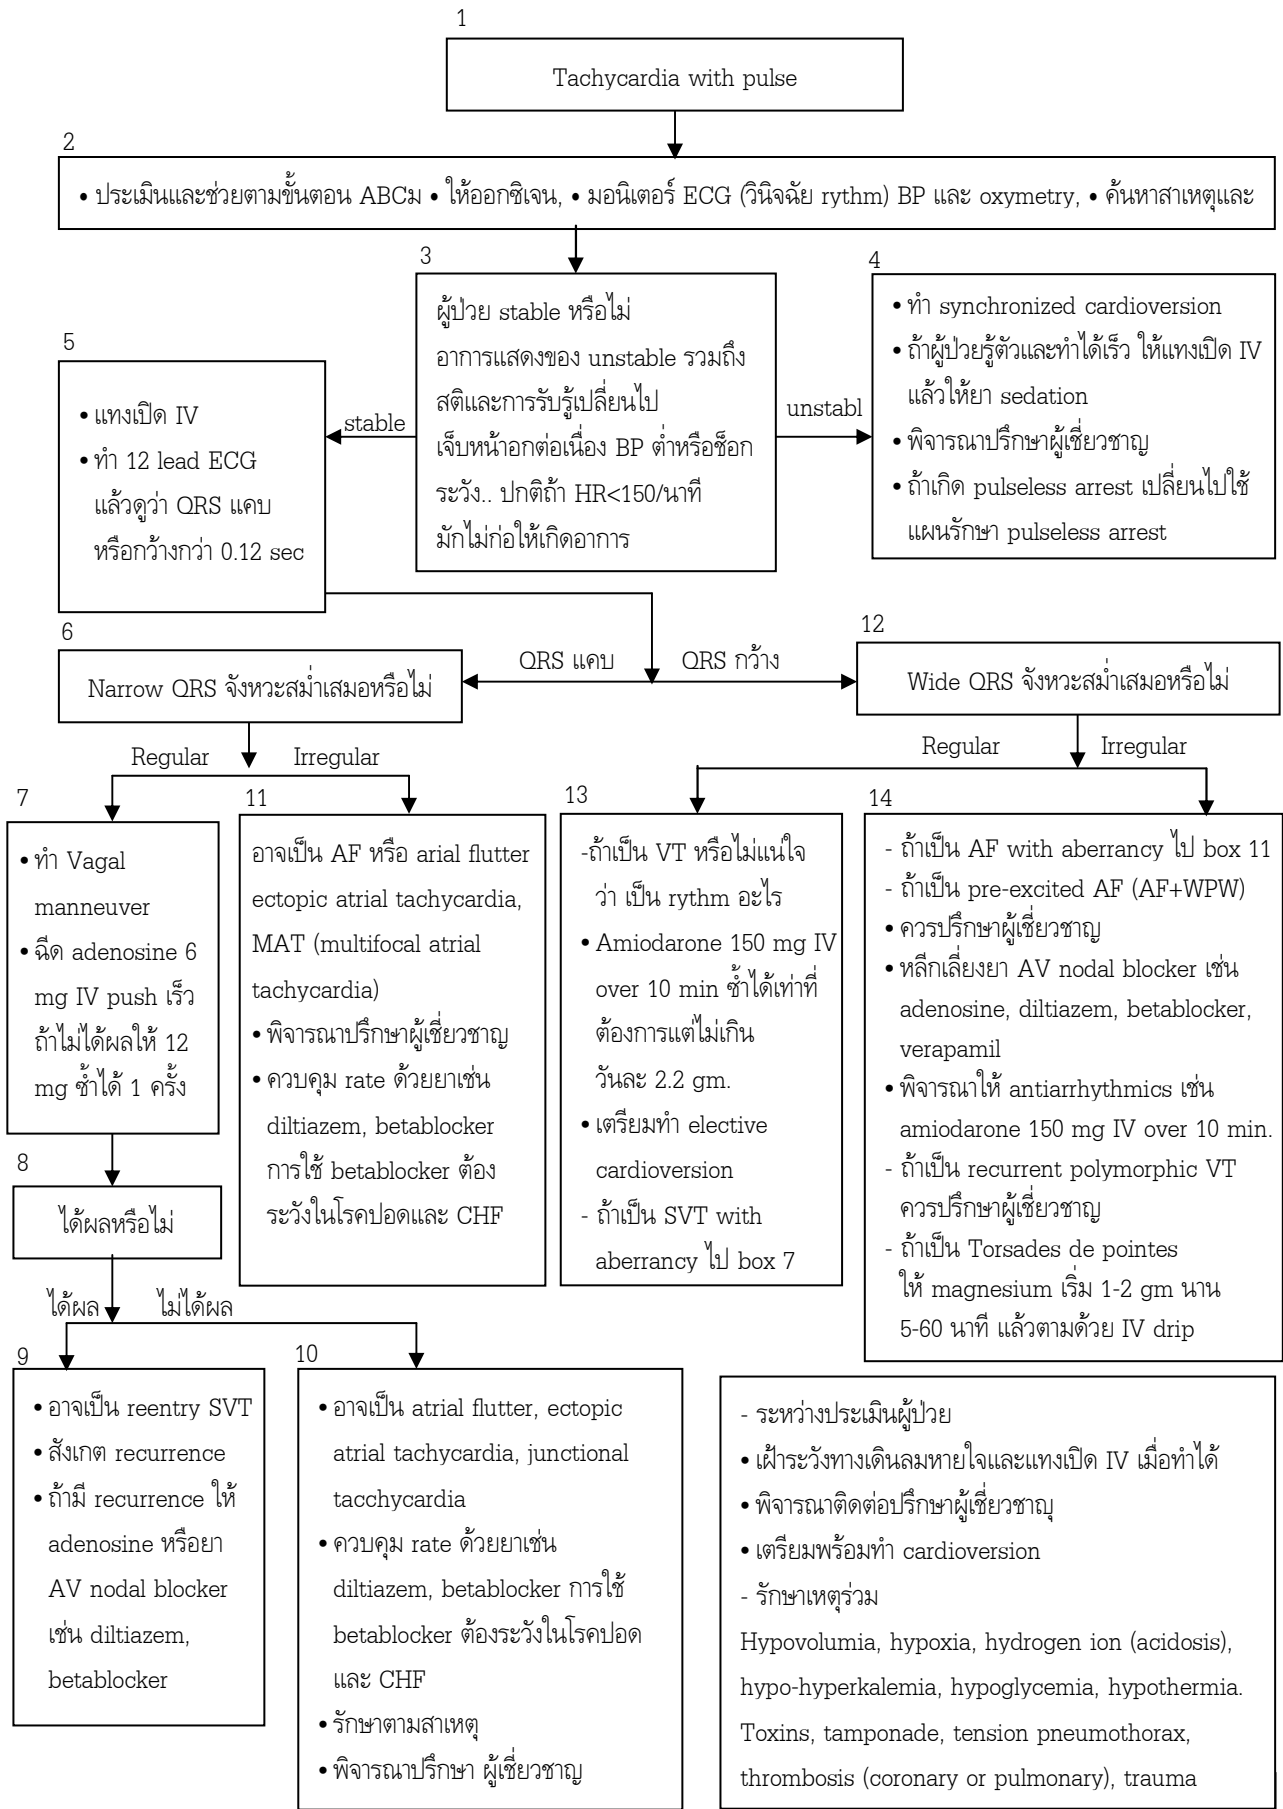 1
Tachycardia with pulse
2
• ประเมินและช่วยตามขั้นตอน ABCม • ให้ออกซิเจน, • มอนิเตอร์ ECG (วินิจฉัย rythm) BP และ oxymetry, • ค้นหาสาเหตุและ
3
ผู้ป่วย stable หรือไม่
อาการแสดงของ unstable รวมถึง
สติและการรับรู้เปลี่ยนไป
เจ็บหน้าอกต่อเนื่อง BP ต่ำหรือช็อก
ระวัง.. ปกติถ้า HR<150/นาที
มักไม่ก่อให้เกิดอาการ
unstabl
4
• ทำ synchronized cardioversion
• ถ้าผู้ป่วยรู้ตัวและทำได้เร็ว ให้แทงเปิด IV
แล้วให้ยา sedation
• พิจารณาปรึกษาผู้เชี่ยวชาญ
• ถ้าเกิด pulseless arrest เปลี่ยนไปใช้
แผนรักษา pulseless arrest
stable
5
• แทงเปิด IV
• ทำ 12 lead ECG
แล้วดูว่า QRS แคบ
หรือกว้างกว่า 0.12 sec
QRS แคบ
QRS กว้าง
6
Narrow QRS จังหวะสม่ำเสมอหรือไม่
12
Wide QRS จังหวะสม่ำเสมอหรือไม่
Regular
Irregular
Regular
Irregular
7
• ทำ Vagal
manneuver
• ฉีด adenosine 6
mg IV push เร็ว
ถ้าไม่ได้ผลให้ 12
mg ซ้ำได้ 1 ครั้ง
11
อาจเป็น AF หรือ arial flutter
ectopic atrial tachycardia,
MAT (multifocal atrial
tachycardia)
• พิจารณาปรึกษาผู้เชี่ยวชาญ
• ควบคุม rate ด้วยยาเช่น
diltiazem, betablocker
การใช้ betablocker ต้อง
ระวังในโรคปอดและ CHF
13
-ถ้าเป็น VT หรือไม่แน่ใจ
ว่า เป็น rythm อะไร
• Amiodarone 150 mg IV
over 10 min ซ้ำได้เท่าที่
ต้องการแต่ไม่เกิน
วันละ 2.2 gm.
• เตรียมทำ elective
cardioversion
- ถ้าเป็น SVT with
aberrancy ไป box 7
14
- ถ้าเป็น AF with aberrancy ไป box 11
- ถ้าเป็น pre-excited AF (AF+WPW)
• ควรปรึกษาผู้เชี่ยวชาญ
• หลีกเลี่ยงยา AV nodal blocker เช่น
adenosine, diltiazem, betablocker,
verapamil
• พิจารณาให้ antiarrhythmics เช่น
amiodarone 150 mg IV over 10 min.
- ถ้าเป็น recurrent polymorphic VT
ควรปรึกษาผู้เชี่ยวชาญ
- ถ้าเป็น Torsades de pointes
ให้ magnesium เริ่ม 1-2 gm นาน
5-60 นาที แล้วตามด้วย IV drip
8
ได้ผลหรือไม่
ได้ผล
ไม่ได้ผล
9
• อาจเป็น reentry SVT
• สังเกต recurrence
• ถ้ามี recurrence ให้
adenosine หรือยา
AV nodal blocker
เช่น diltiazem,
betablocker
10
• อาจเป็น atrial flutter, ectopic
atrial tachycardia, junctional
tacchycardia
• ควบคุม rate ด้วยยาเช่น
diltiazem, betablocker การใช้
betablocker ต้องระวังในโรคปอด
และ CHF
• รักษาตามสาเหตุ
• พิจารณาปรึกษา ผู้เชี่ยวชาญ
- ระหว่างประเมินผู้ป่วย
• เฝ้าระวังทางเดินลมหายใจและแทงเปิด IV เมื่อทำได้
• พิจารณาติดต่อปรึกษาผู้เชี่ยวชาญ
• เตรียมพร้อมทำ cardioversion
- รักษาเหตุร่วม
Hypovolumia, hypoxia, hydrogen ion (acidosis),
hypo-hyperkalemia, hypoglycemia, hypothermia.
Toxins, tamponade, tension pneumothorax,
thrombosis (coronary or pulmonary), trauma